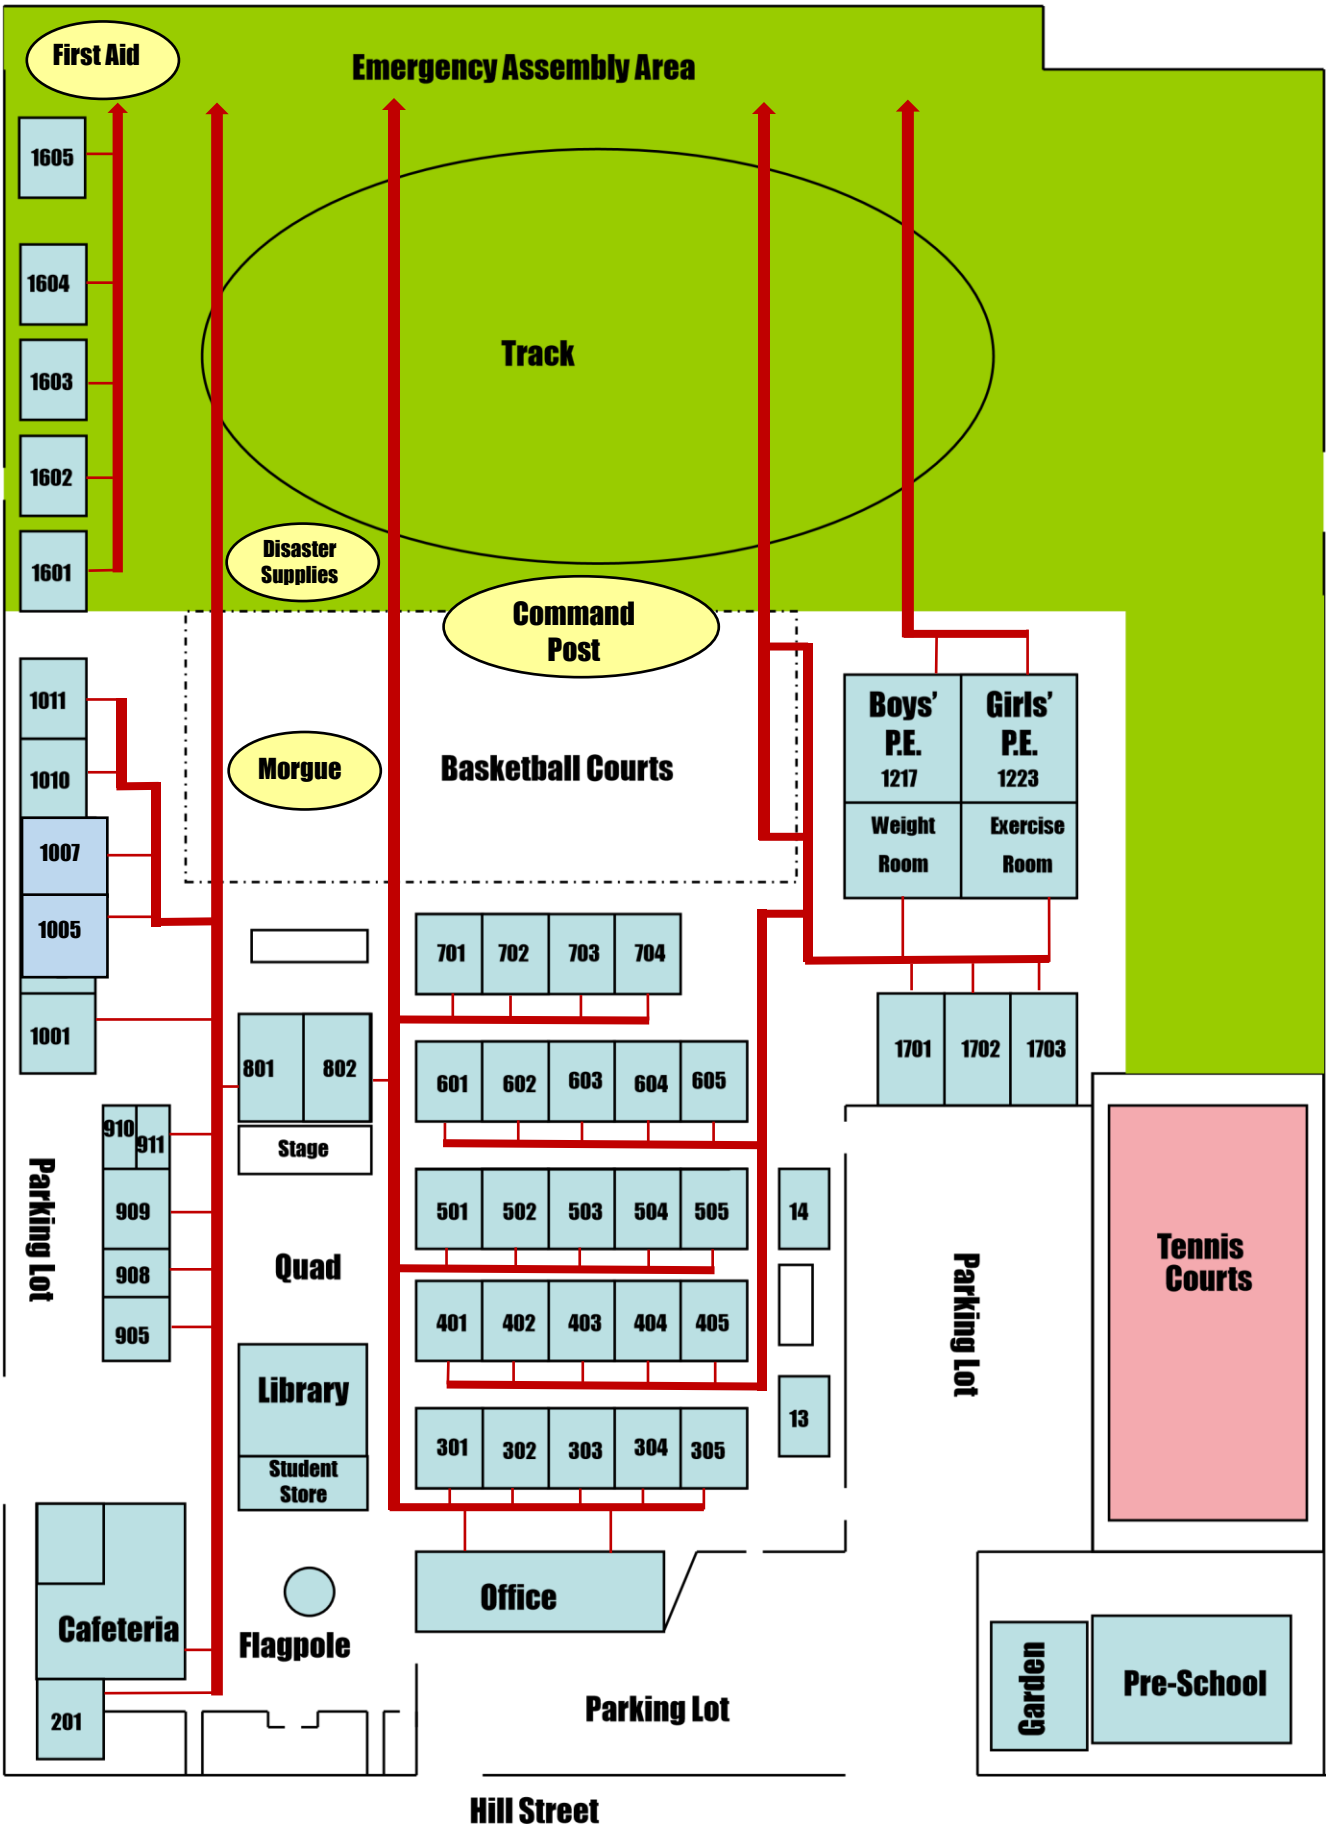 First Aid
Emergency Assembly Area
1605
1604
Track
1603
1602
1601
Disaster
Supplies
Command
Post
1011
1010
1007
1005
1001
Morgue
Basketball Courts
Boys'
P.E.
1217
Girls'
P.E.
1223
Weight
Room
Exercise
Room
701
702
703
704
801
802
601
602
603
604
605
1701
1702
1703
Stage
910
911
909
908
905
Parking Lot
Quad
501
502
503
504
505
14
401
402
403
404
405
Parking Lot
Tennis
Courts
Library
Student
Store
301
302
303
304
305
13
Cafeteria
201
Flagpole
Office
Parking Lot
Garden
Pre-School
Hill Street